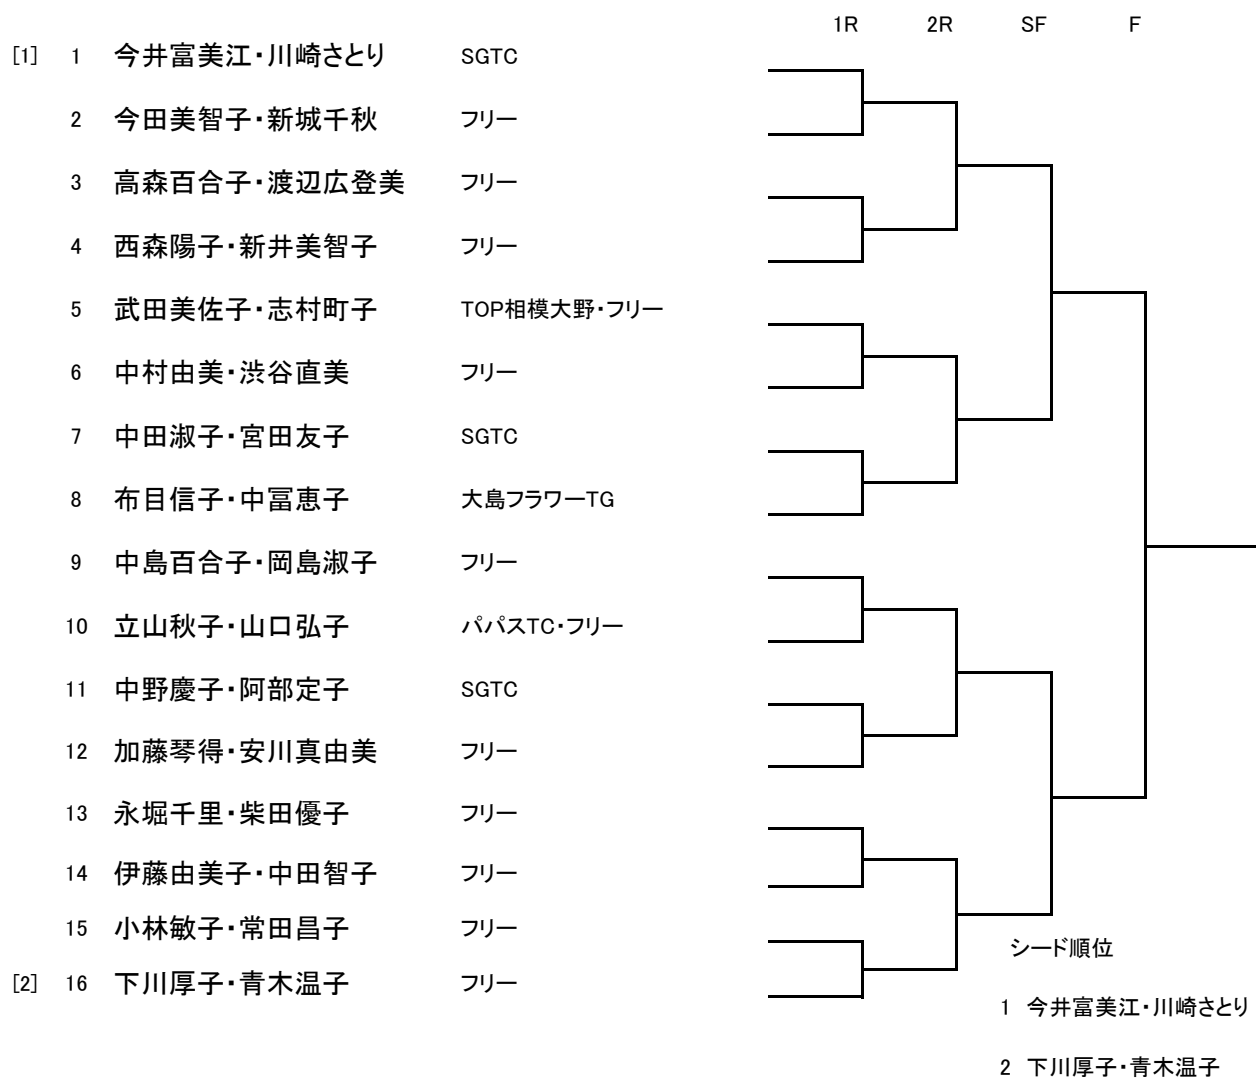 1R 2R SF F
[1] 1 今井富美江・川崎さとり SGTC
2 今田美智子・新城千秋 フリー
3 高森百合子・渡辺広登美 フリー
4 西森陽子・新井美智子 フリー
5 武田美佐子・志村町子 TOP相模大野・フリー
6 中村由美・渋谷直美 フリー
7 中田淑子・宮田友子 SGTC
8 布目信子・中冨恵子 大島フラワーTG
9 中島百合子・岡島淑子 フリー
10 立山秋子・山口弘子 パパスTC・フリー
11 中野慶子・阿部定子 SGTC
12 加藤琴得・安川真由美 フリー
13 永堀千里・柴田優子 フリー
14 伊藤由美子・中田智子 フリー
15 小林敏子・常田昌子 フリー
[2] 16 下川厚子・青木温子 フリー
シード順位
1 今井富美江・川崎さとり
2 下川厚子・青木温子